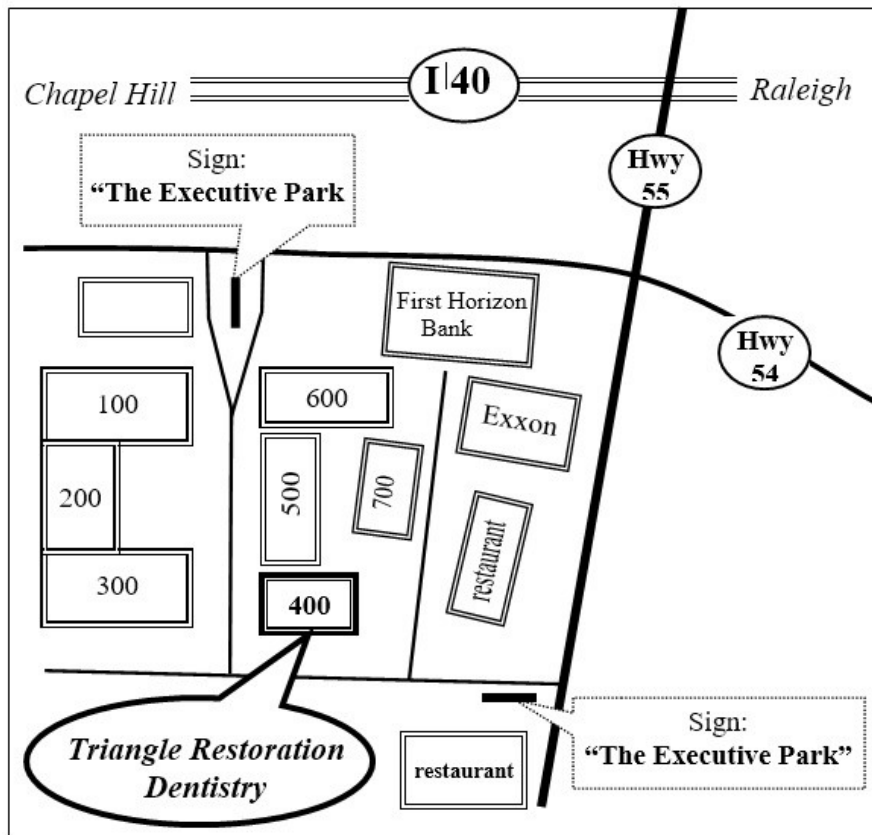 I 40
Chapel Hill
Raleigh
Sign:
“The Executive Park
Hwy
55
First Horizon
Bank
Hwy
54
100
600
Exxon
200
500
700
restaurant
300
400
Triangle Restoration
Dentistry
Sign:
“The Executive Park”
restaurant